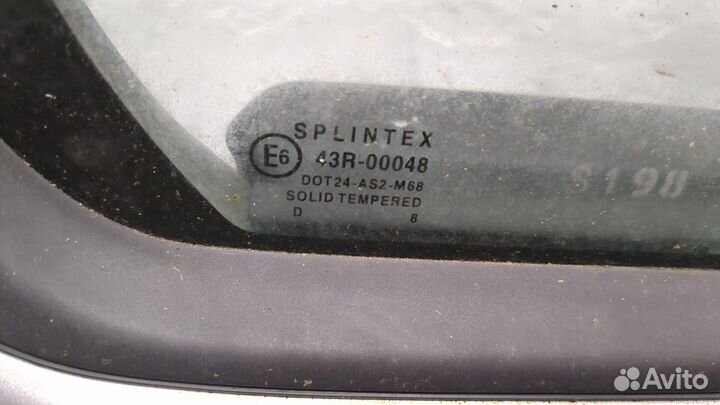 SPLINTEX
E6 43R-00048
DOT24-AS2-M68
SOLID TEMPERED
D 8
S198
Avito